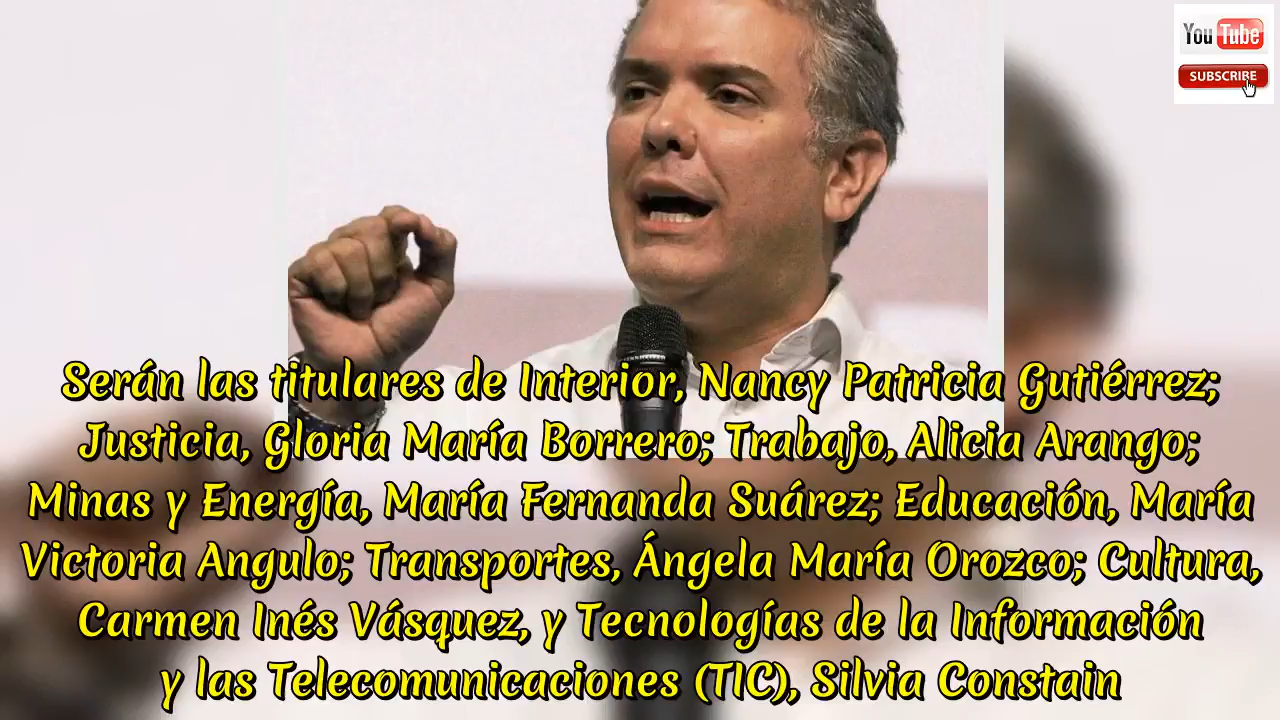 You Tube
SUBSCRIBE
Serán las titulares de Interior, Nancy Patricia Gutiérrez;
Justicia, Gloria María Borrero; Trabajo, Alicia Arango;
Minas y Energía, María Fernanda Suárez; Educación, María
Victoria Angulo; Transportes, Ángela María Orozco; Cultura,
Carmen Inés Vásquez, y Tecnologías de la Información
y las Telecomunicaciones (TIC), Silvia Constain